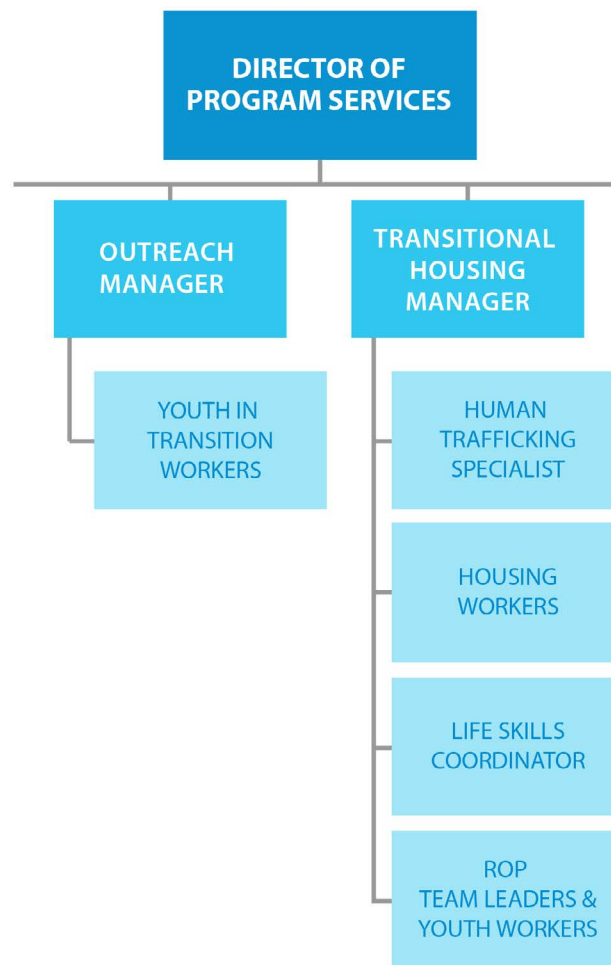 DIRECTOR OF
PROGRAM SERVICES
OUTREACH
MANAGER
YOUTH IN
TRANSITION
WORKERS
TRANSITIONAL
HOUSING
MANAGER
HUMAN
TRAFFICKING
SPECIALIST
HOUSING
WORKERS
LIFE SKILLS
COORDINATOR
ROP
TEAM LEADERS &
YOUTH WORKERS